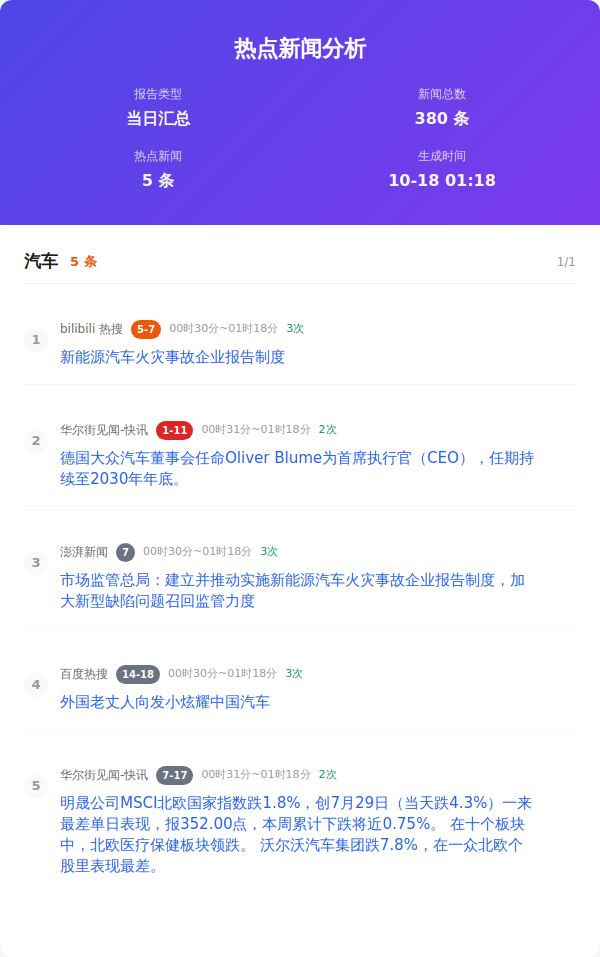 热点新闻分析
报告类型
新闻总数
当日汇总
380 条
热点新闻
生成时间
5 条
10-18 01:18
汽车 5 条 1/1
1
bilibili 热搜 5-7 00时30分~01时18分 3次
新能源汽车火灾事故企业报告制度
2
华尔街见闻-快讯 1-11 00时31分~01时18分 2次
德国大众汽车董事会任命Oliver Blume为首席执行官（CEO），任期持
续至2030年年底。
3
澎湃新闻 7 00时30分~01时18分 3次
市场监管总局：建立并推动实施新能源汽车火灾事故企业报告制度，加
大新型缺陷问题召回监管力度
4
百度热搜 14-18 00时30分~01时18分 3次
外国老丈人向发小炫耀中国汽车
5
华尔街见闻-快讯 7-17 00时31分~01时18分 2次
明晟公司MSCI北欧国家指数跌1.8%，创7月29日（当天跌4.3%）一来
最差单日表现，报352.00点，本周累计下跌将近0.75%。 在十个板块
中，北欧医疗保健板块领跌。 沃尔沃汽车集团跌7.8%，在一众北欧个
股里表现最差。